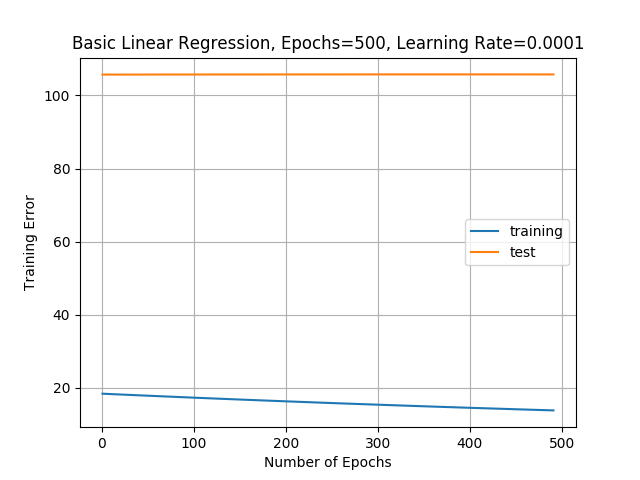 Basic Linear Regression, Epochs=500, Learning Rate=0.0001
Training Error
100
80
60
40
20
training
test
0 100 200 300 400 500
Number of Epochs